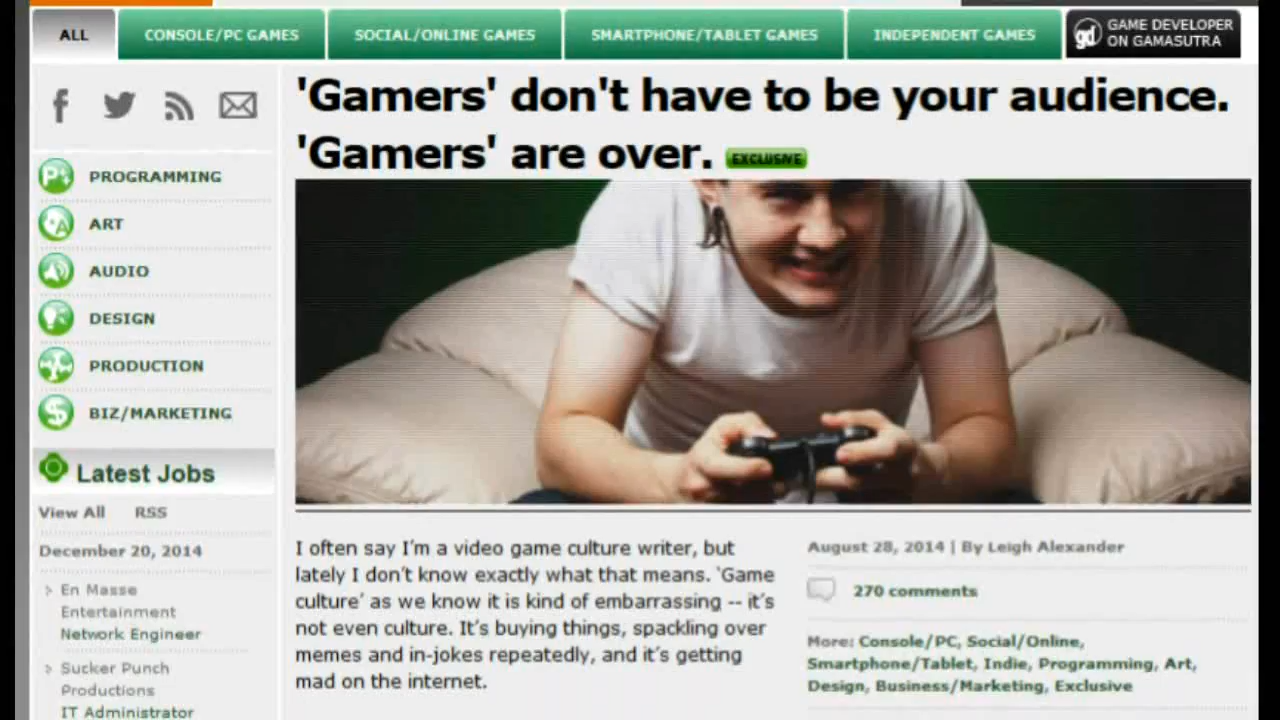 ALL
CONSOLE/PC GAMES
SOCIAL/ONLINE GAMES
SMARTPHONE/TABLET GAMES
INDEPENDENT GAMES
gd GAME DEVELOPER
ON GAMASUTRA
'Gamers' don't have to be your audience.
'Gamers' are over. EXCLUSIVE
PROGRAMMING
ART
AUDIO
DESIGN
PRODUCTION
BIZ/MARKETING
Latest Jobs
View All RSS
December 20, 2014
En Masse
Entertainment
Network Engineer
Sucker Punch
Productions
IT Administrator
I often say I'm a video game culture writer, but
lately I don't know exactly what that means. 'Game
culture' as we know it is kind of embarrassing -- it's
not even culture. It's buying things, spackling over
memes and in-jokes repeatedly, and it's getting
mad on the internet.
August 28, 2014 | By Leigh Alexander
270 comments
More: Console/PC, Social/Online,
Smartphone/Tablet, Indie, Programming, Art,
Design, Business/Marketing, Exclusive